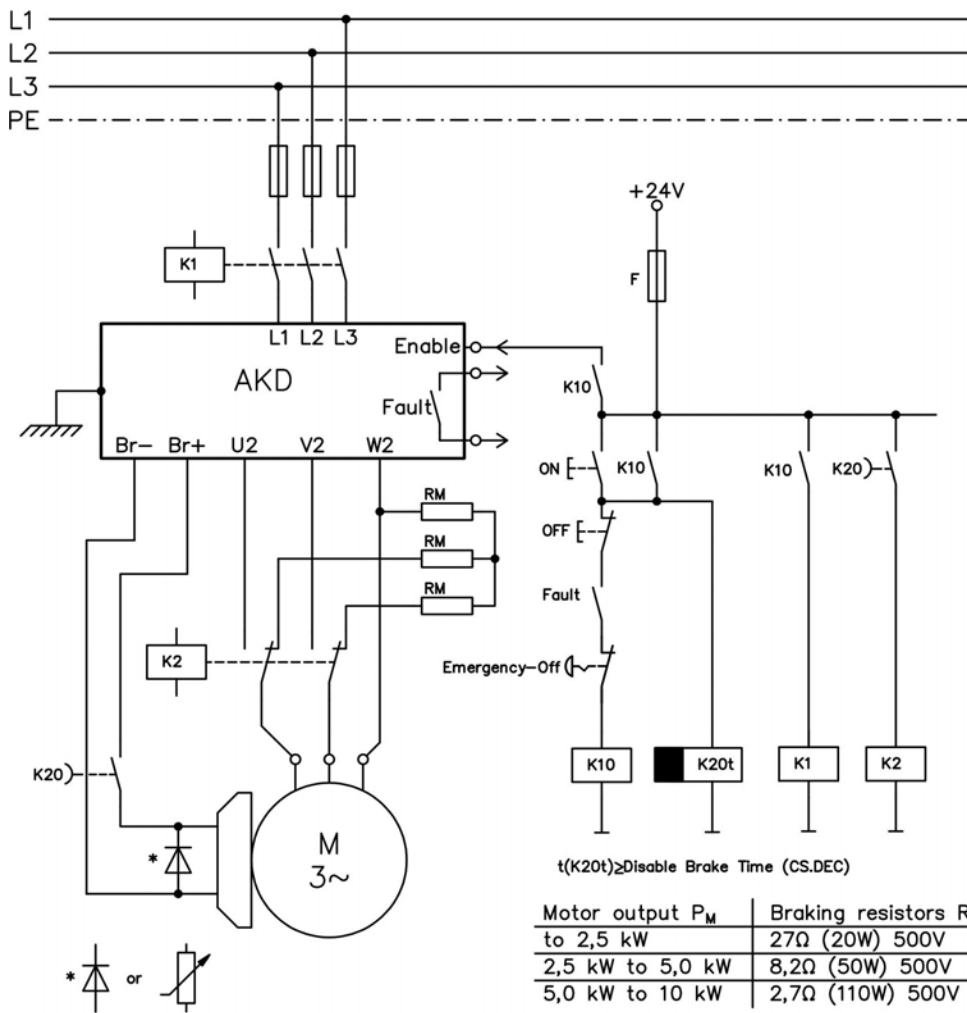 L1
L2
L3
PE
+24V
F
K1
L1 L2 L3
Enable
AKD
Fault
Br- Br+ U2 V2 W2
K10
ON
K10
K10
K20
OFF
Fault
Emergency-Off
RM
RM
RM
K2
K20
K10
K20t
K1
K2
M
3~
*
t(K20t)≥Disable Brake Time (CS.DEC)
Motor output PM Braking resistors R
to 2,5 kW 27Ω (20W) 500V
2,5 kW to 5,0 kW 8,2Ω (50W) 500V
5,0 kW to 10 kW 2,7Ω (110W) 500V
* or